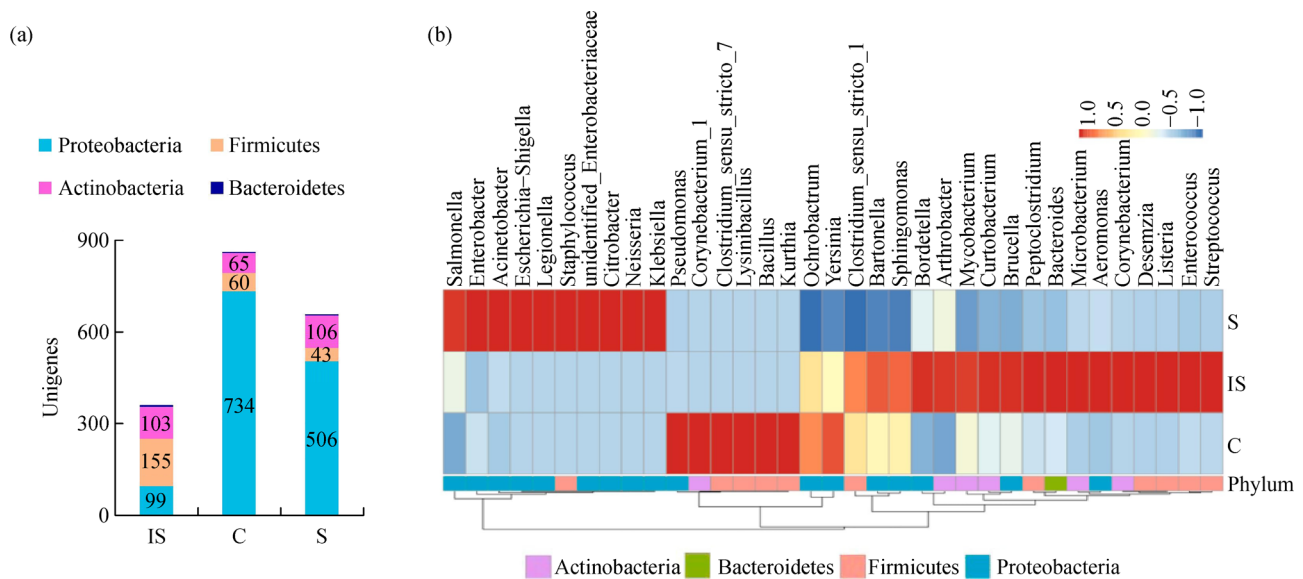 (a)
Proteobacteria
Firmicutes
Actinobacteria
Bacteroidetes
Unigenes
900
600
300
0
103
155
99
65
60
734
106
43
506
IS
C
S
(b)
1.0
0.5
0.0
−0.5
−1.0
Salmonella
Enterobacter
Acinetobacter
Escherichia−Shigella
Legionella
Staphylococcus
unidentified_Enterobacteriaceae
Citrobacter
Neisseria
Klebsiella
Pseudomonas
Corynebacterium_1
Clostridium_sensu_stricto_7
Lysinibacillus
Bacillus
Kurthia
Ochrobactrum
Yersinia
Clostridium_sensu_stricto_1
Bartonella
Sphingomonas
Bordetella
Arthrobacter
Mycobacterium
Curtobacterium
Brucella
Peptoclostridium
Bacteroides
Microbacterium
Aeromonas
Corynebacterium
Desemzia
Listeria
Enterococcus
Streptococcus
S
IS
C
Phylum
Actinobacteria
Bacteroidetes
Firmicutes
Proteobacteria